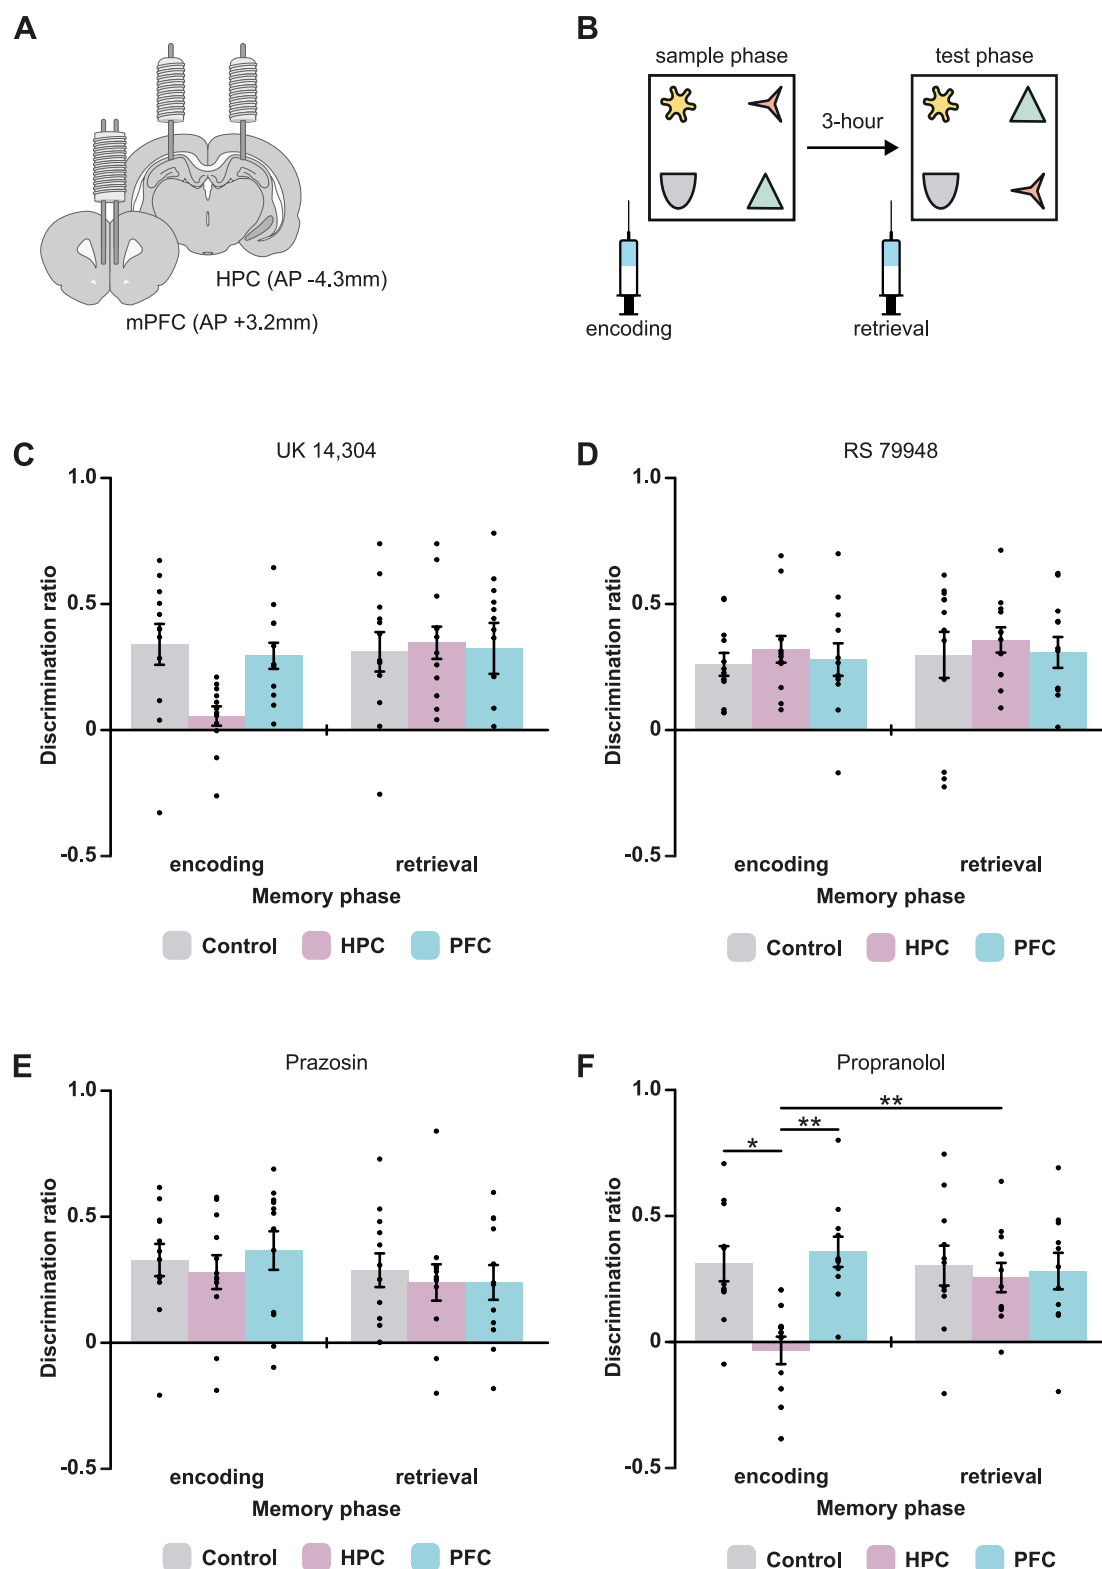 A
HPC (AP -4.3mm)
mPFC (AP +3.2mm)
B
sample phase
test phase
3-hour
encoding
retrieval
C
UK 14,304
1.0
0.5
0
-0.5
Discrimination ratio
encoding
retrieval
Memory phase
Control
HPC
PFC
D
RS 79948
1.0
0.5
0
-0.5
Discrimination ratio
encoding
retrieval
Memory phase
Control
HPC
PFC
E
Prazosin
1.0
0.5
0
-0.5
Discrimination ratio
encoding
retrieval
Memory phase
Control
HPC
PFC
F
Propranolol
**
*
**
1.0
0.5
0
-0.5
Discrimination ratio
encoding
retrieval
Memory phase
Control
HPC
PFC